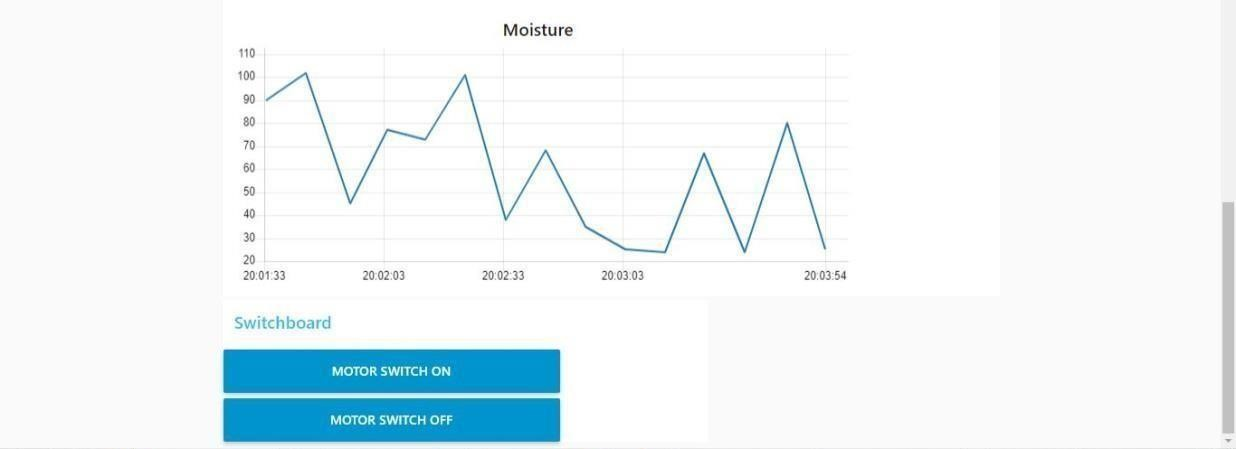 Moisture
110
100
90
80
70
60
50
40
30
20
20:01:33 20:02:03 20:02:33 20:03:03 20:03:54
Switchboard
MOTOR SWITCH ON
MOTOR SWITCH OFF